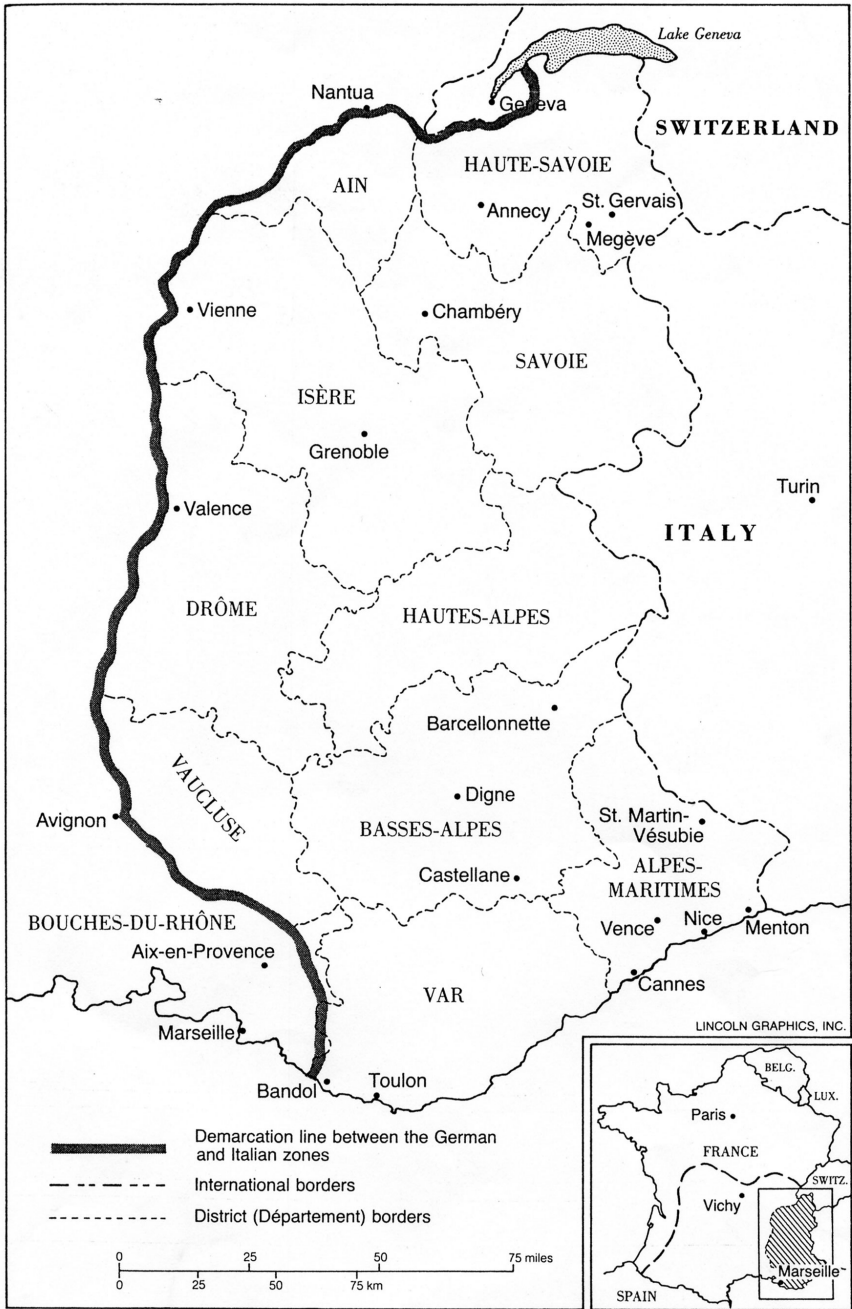 Lake Geneva
Nantua
Geneva
SWITZERLAND
HAUTE-SAVOIE
AIN
St. Gervais
Annecy
Megève
Vienne
Chambéry
SAVOIE
ISÈRE
Grenoble
Turin
Valence
ITALY
DRÔME
HAUTES-ALPES
Barcellonnette
VAUCLUSE
Digne
Avignon
St. Martin-
Vésubie
BASSES-ALPES
ALPES-
MARITIMES
Castellane
BOUCHES-DU-RHÔNE
Vence
Nice
Menton
Aix-en-Provence
Cannes
VAR
Marseille
LINCOLN GRAPHICS, INC.
Bandol
Toulon
Demarcation line between the German
and Italian zones
International borders
District (Département) borders
0 25 50 75 miles
0 25 50 75 km
BELG.
LUX.
Paris
FRANCE
SWITZ.
Vichy
Marseille
SPAIN